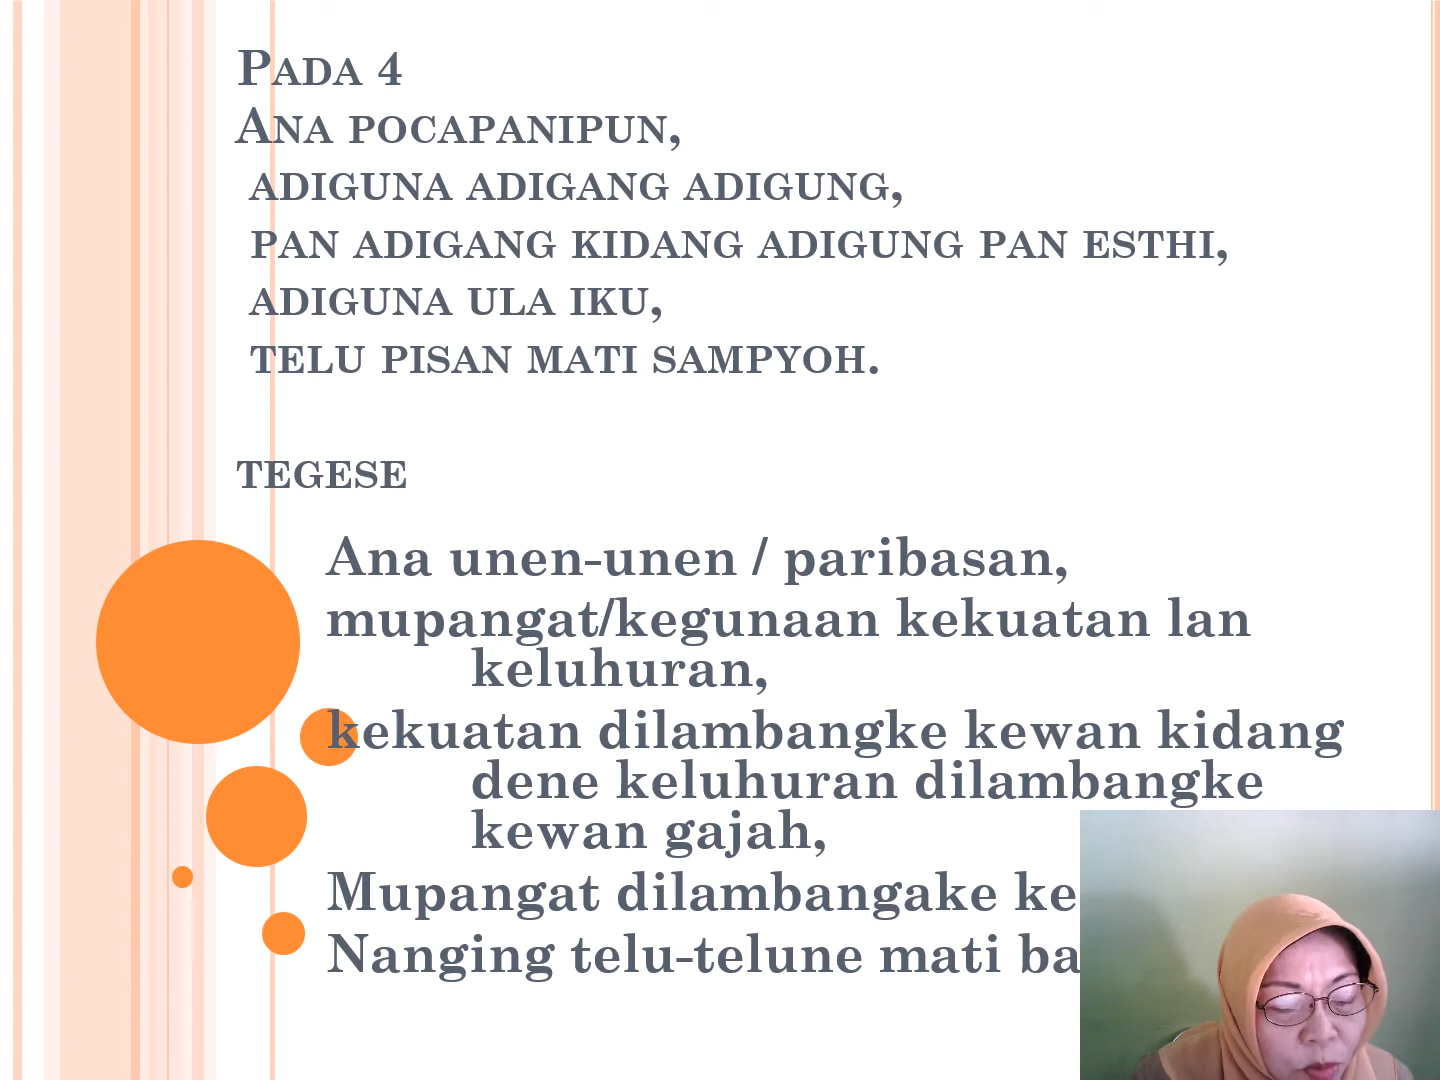 Pada 4
Ana pocapanipun,
adiguna adigang adigung,
pan adigang kidang adigung pan esthi,
adiguna ula iku,
telu pisan mati sampyoh.
tegese
Ana unen-unen / paribasan,
mupangat/kegunaan kekuatan lan
keluhuran,
kekuatan dilambangke kewan kidang
dene keluhuran dilambangke
kewan gajah,
Mupangat dilambangake
Nanging telu-telune mati